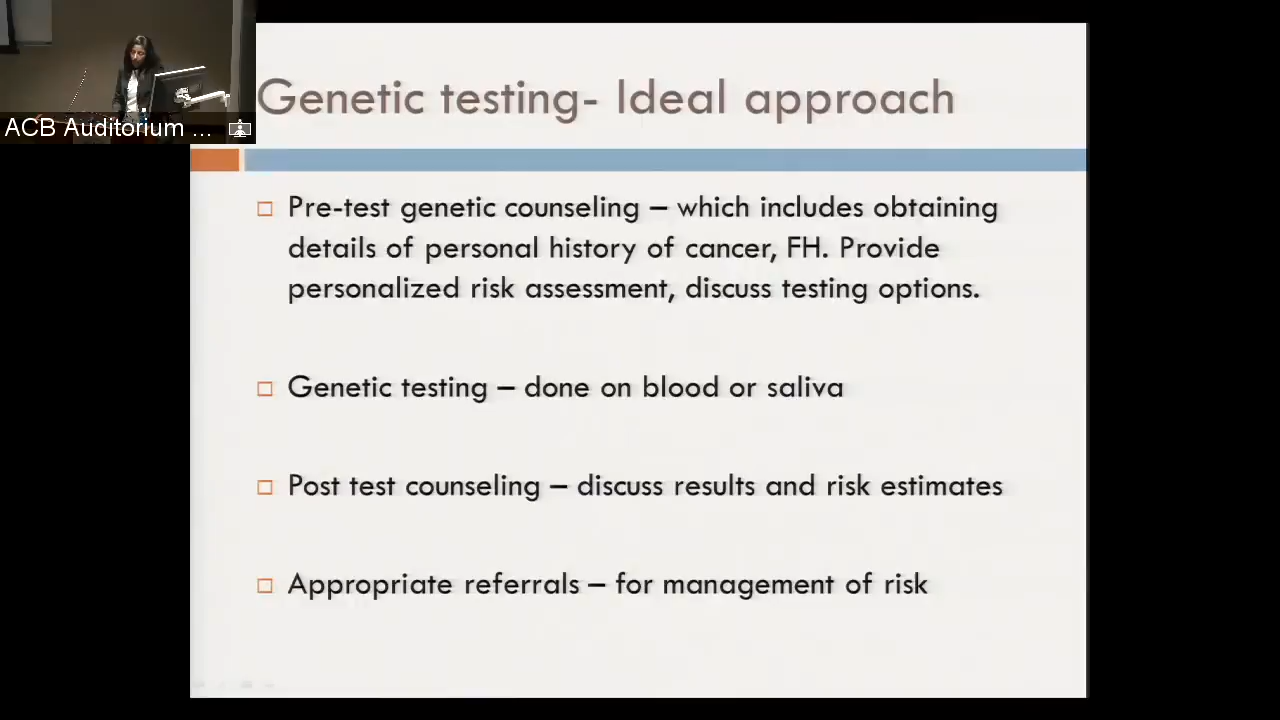 ACB Auditorium ...
Genetic testing- Ideal approach
Pre-test genetic counseling – which includes obtaining
details of personal history of cancer, FH. Provide
personalized risk assessment, discuss testing options.
Genetic testing – done on blood or saliva
Post test counseling – discuss results and risk estimates
Appropriate referrals – for management of risk